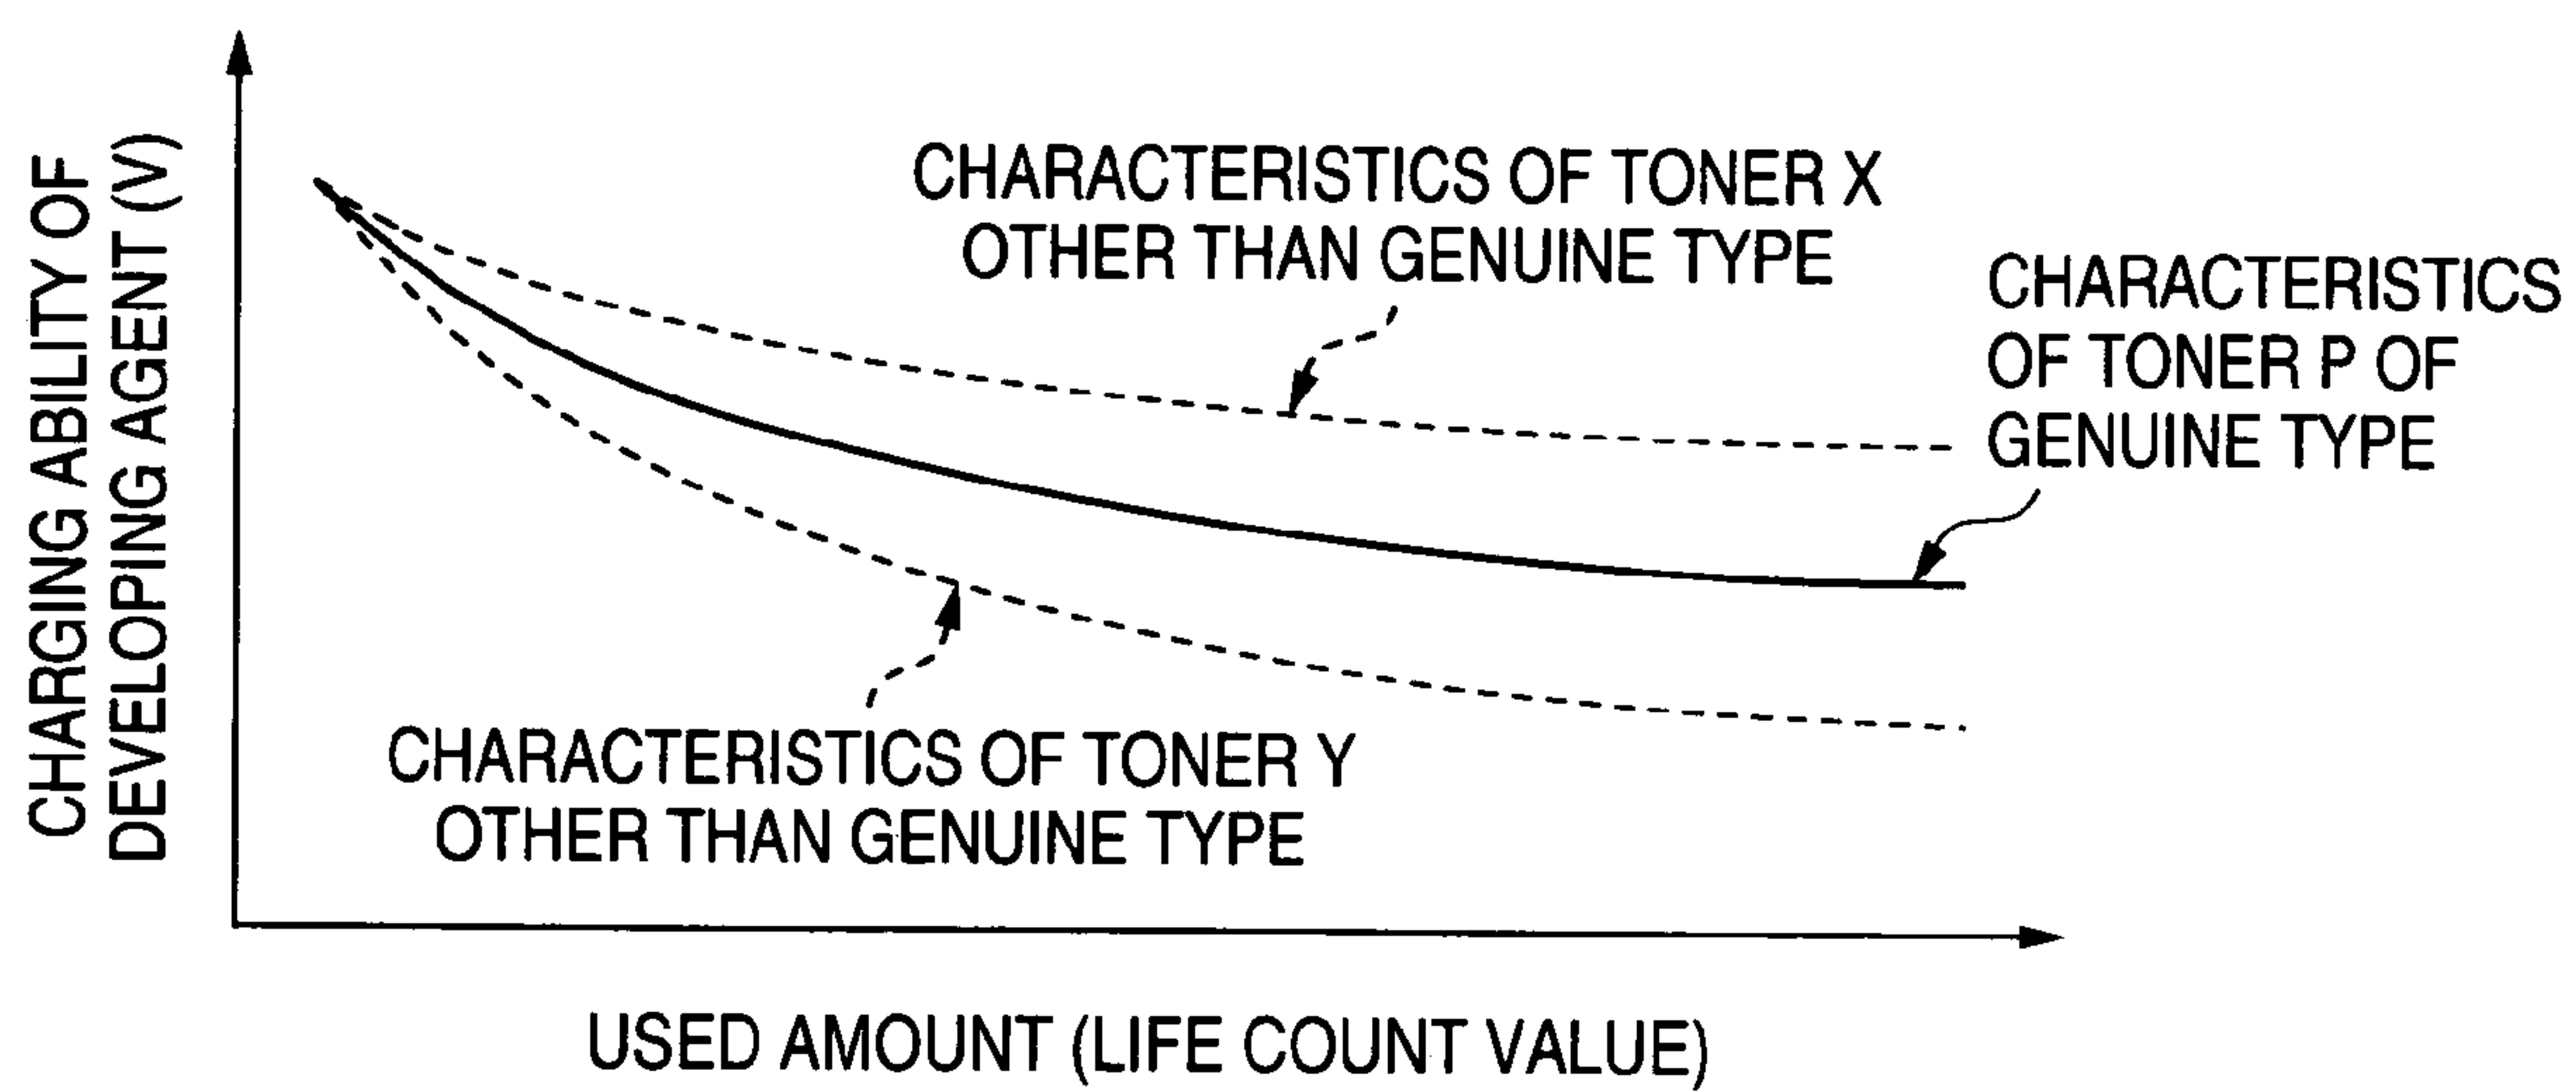 CHARGING ABILITY OF
DEVELOPING AGENT (V)
CHARACTERISTICS OF TONER X
OTHER THAN GENUINE TYPE
CHARACTERISTICS
OF TONER P OF
GENUINE TYPE
CHARACTERISTICS OF TONER Y
OTHER THAN GENUINE TYPE
USED AMOUNT (LIFE COUNT VALUE)